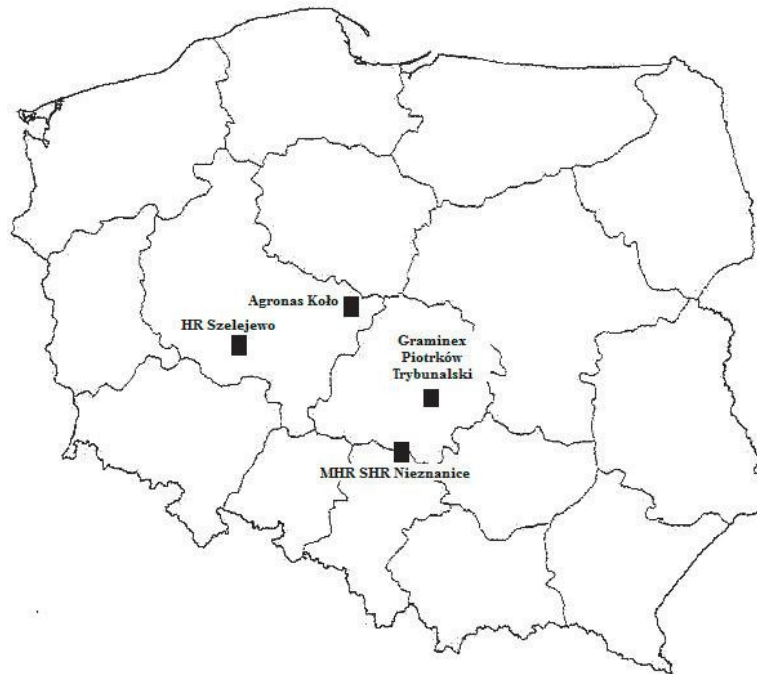 Agronas Koło
HR Szelejewo
Graminex
Piotrków
Trybunalski
MHR SHR Nieznanice